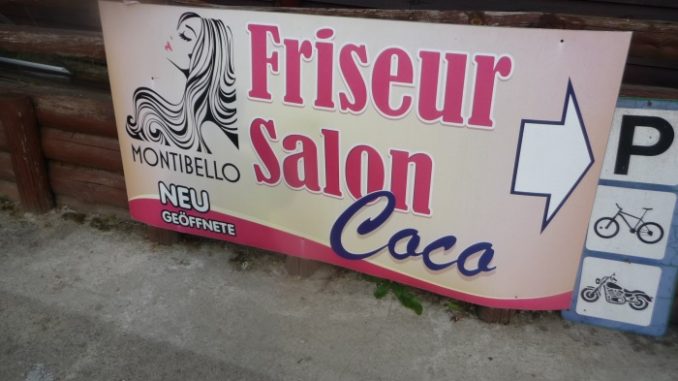 Friseur
Salon
Coco
MONTIBELLO
NEU
GEÖFFNETE
P